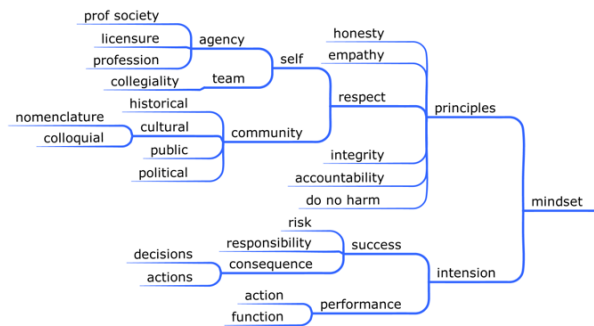 prof society
licensure
agency
profession
self
collegiality
team
honesty
empathy
respect
historical
nomenclature
cultural
colloquial
community
public
political
principles
integrity
accountability
do no harm
mindset
risk
responsibility
success
decisions
consequence
actions
intension
action
performance
function